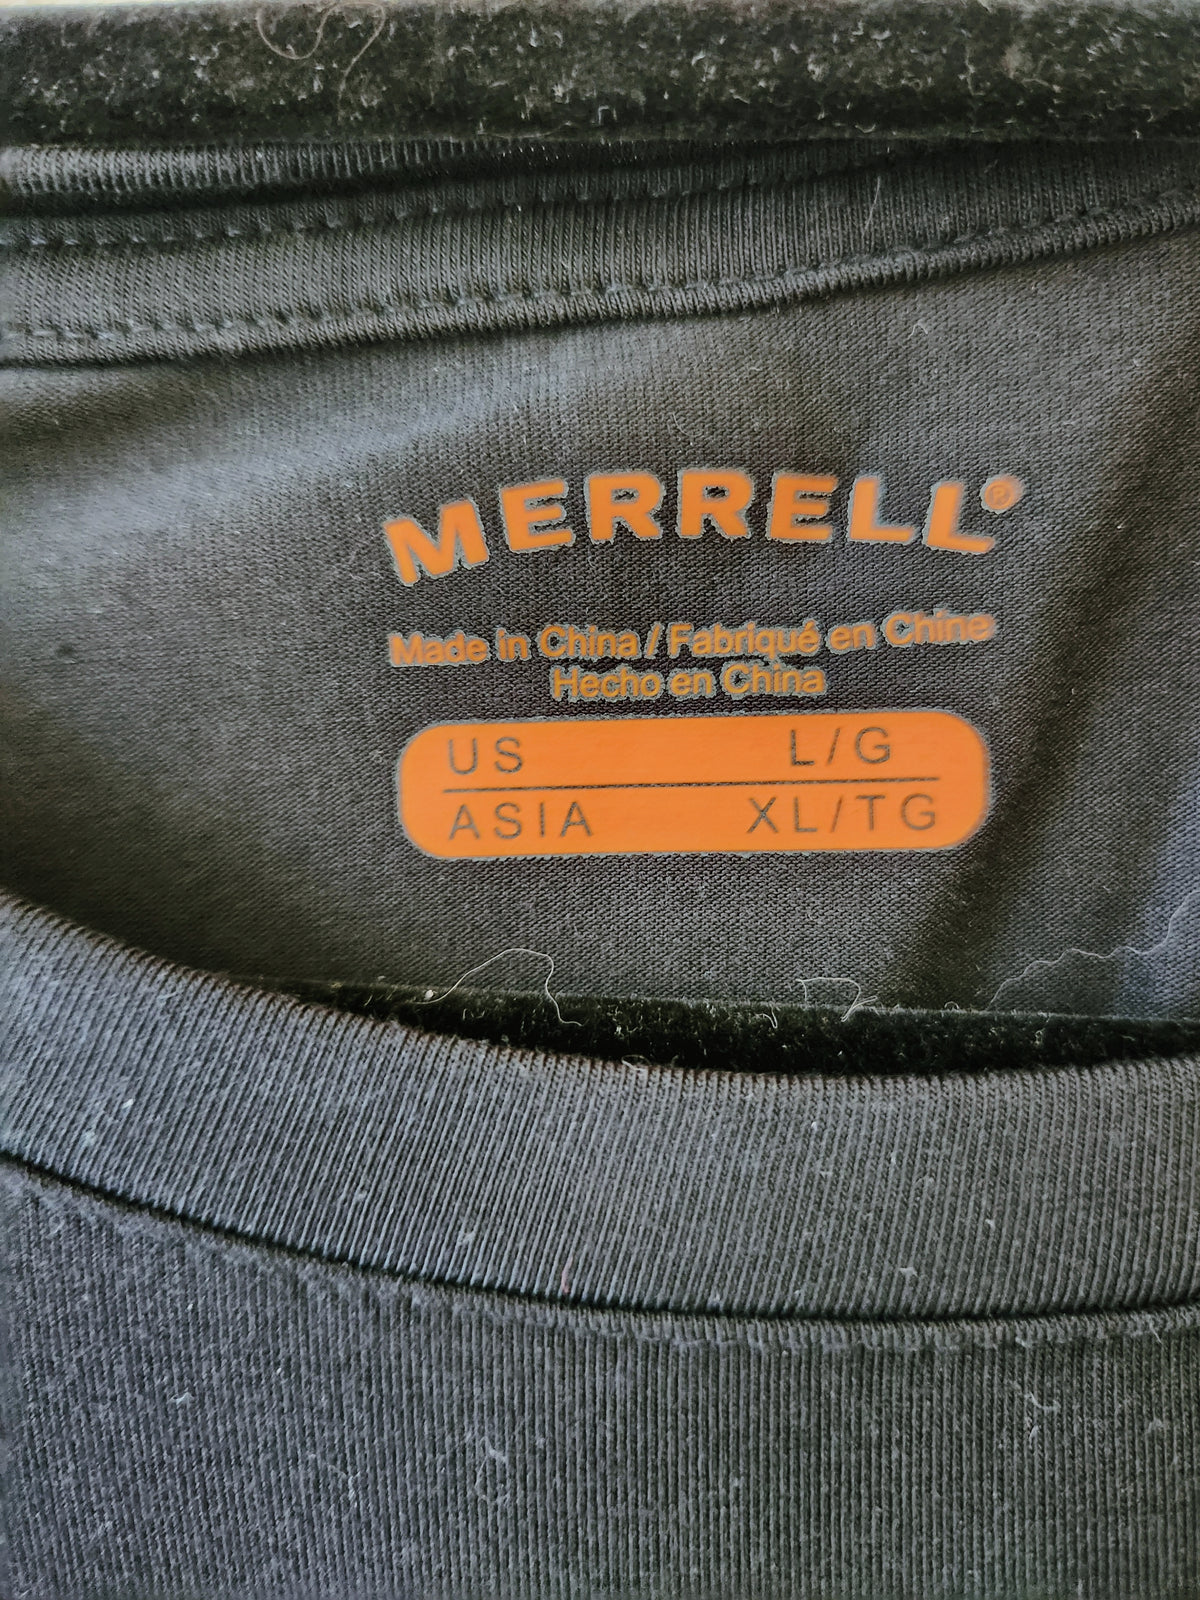 MERRELL®
Made in China / Fabriqué en Chine
Hecho en China
US L/G
ASIA XL/TG